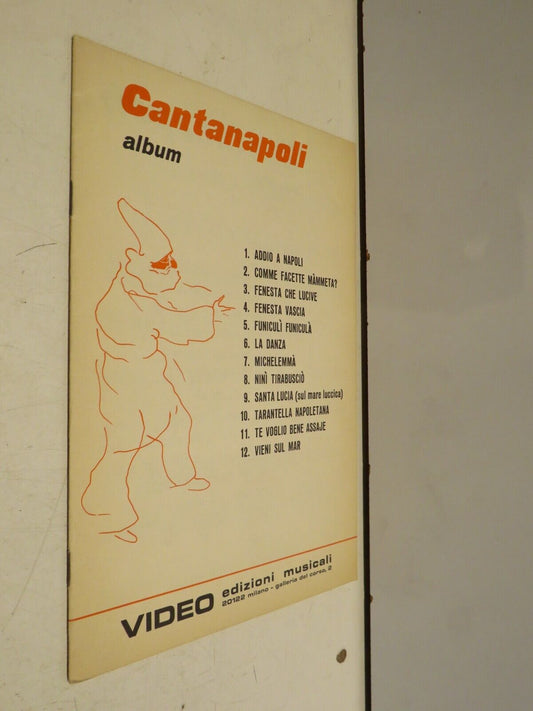 Cantanapoli
album
1. ADDIO A NAPOLI
2. COMME FACETTE MÀMMETA?
3. FENESTA CHE LUCIVE
4. FENESTA VASCIA
5. FUNICULÌ FUNICULÀ
6. LA DANZA
7. MICHELEMMÀ
8. NINÌ TIRABUSCIÒ
9. SANTA LUCIA (sul mare luccica)
10. TARANTELLA NAPOLETANA
11. TE VOGLIO BENE ASSAJE
12. VIENI SUL MAR
VIDEO edizioni musicali
20122 milano - galleria del corso, 2